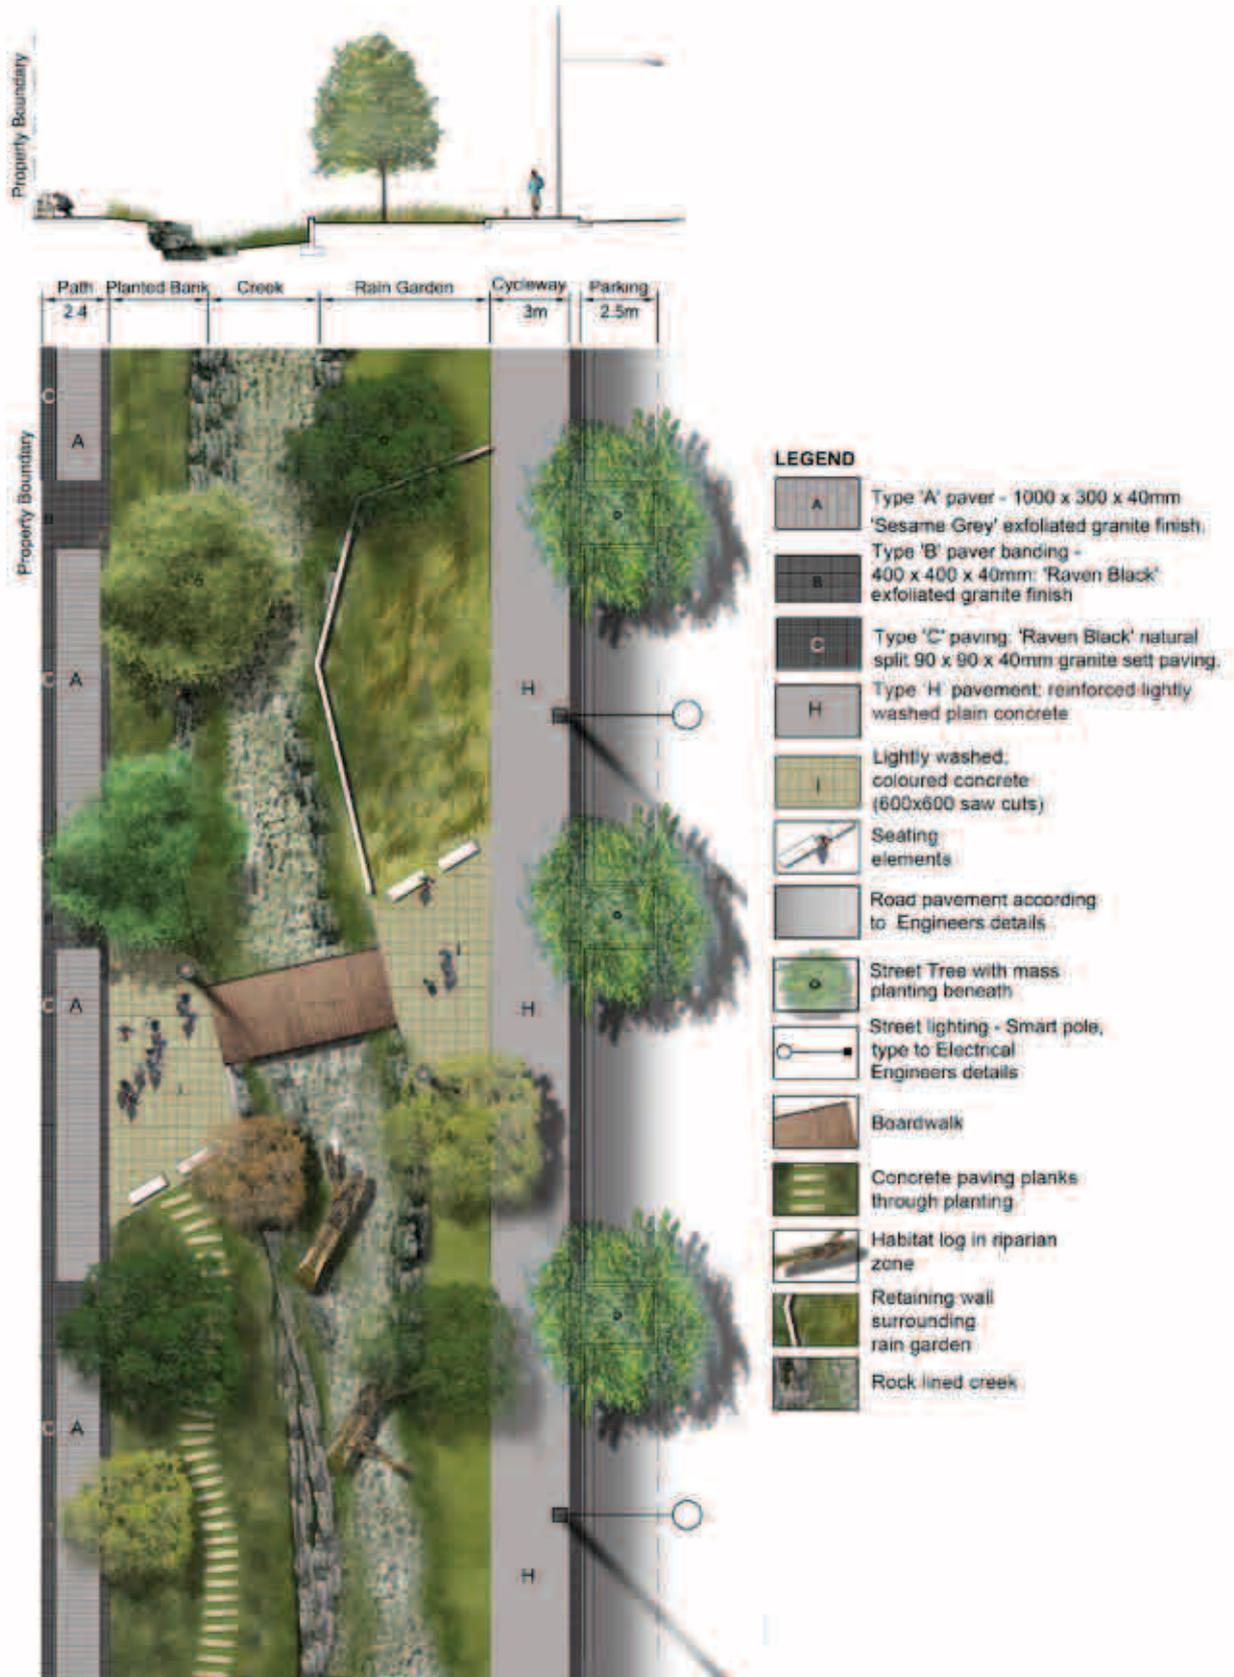 Property Boundary
Path Planted Bank Creek Rain Garden Cycleway Parking
2.4 3m 2.5m
Property Boundary
C
A
B
C
A
H
I
C
A
H
I
C
A
H
LEGEND
A
Type 'A' paver - 1000 x 300 x 40mm
'Sesame Grey' exfoliated granite finish.
B
Type 'B' paver banding -
400 x 400 x 40mm: 'Raven Black'
exfoliated granite finish
C
Type 'C' paving: 'Raven Black' natural
split 90 x 90 x 40mm granite sett paving.
H
Type 'H' pavement: reinforced lightly
washed plain concrete
I
Lightly washed,
coloured concrete
(600x600 saw cuts)
Seating
elements
Road pavement according
to Engineers details
Street Tree with mass
planting beneath
Street lighting - Smart pole,
type to Electrical
Engineers details
Boardwalk
Concrete paving planks
through planting
Habitat log in riparian
zone
Retaining wall
surrounding
rain garden
Rock lined creek